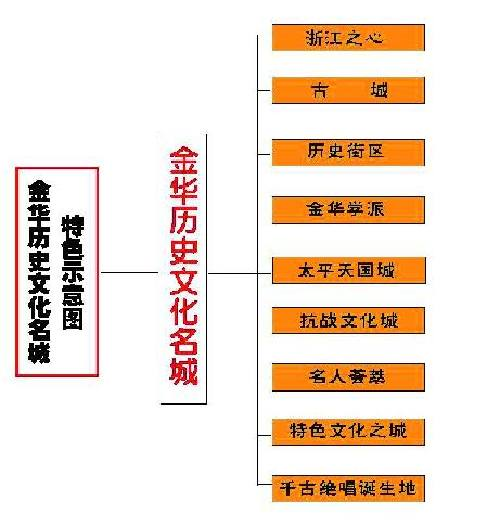 金华历史文化名城
特色示意图
金华历史文化名城
浙江之心
古 城
历史街区
金华学派
太平天国城
抗战文化城
名人荟萃
特色文化之城
千古绝唱诞生地